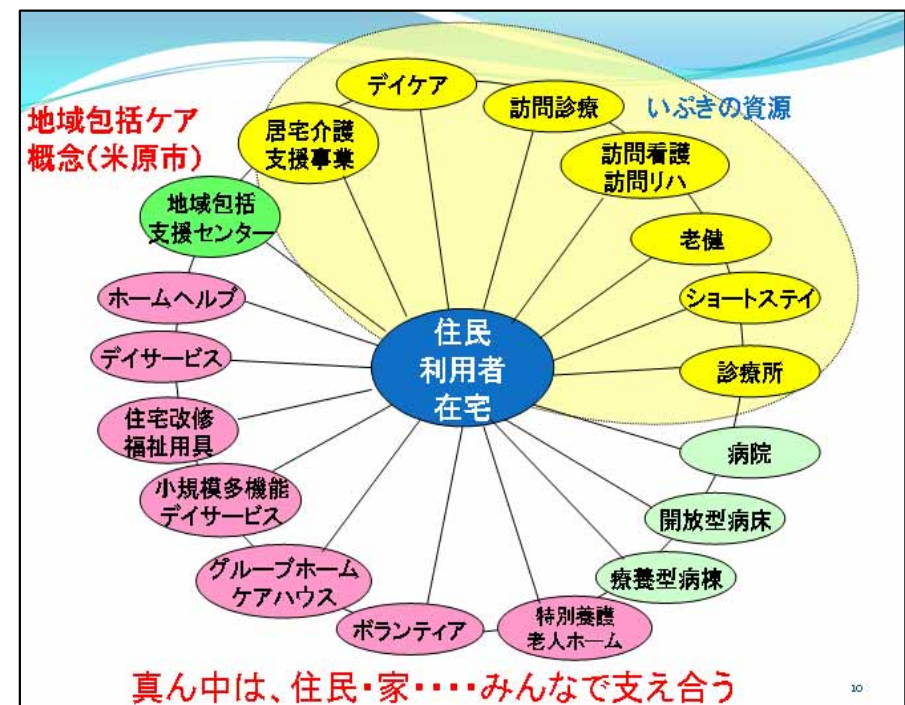 地域包括ケア
概念(米原市)
いぶきの資源
デイケア
訪問診療
居宅介護
支援事業
訪問看護
訪問リハ
地域包括
支援センター
老健
ホームヘルプ
ショートステイ
住民
利用者
在宅
デイサービス
診療所
住宅改修
福祉用具
病院
小規模多機能
デイサービス
開放型病床
グループホーム
ケアハウス
療養型病棟
ボランティア
特別養護
老人ホーム
真ん中は、住民・家・・・・みんなで支え合う
10